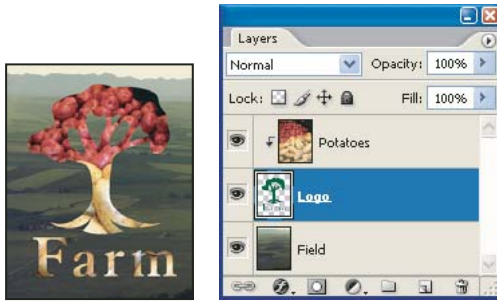 Farm
Layers
Normal
Opacity: 100%
Lock:
Fill: 100%
Potatoes
Logo
Field